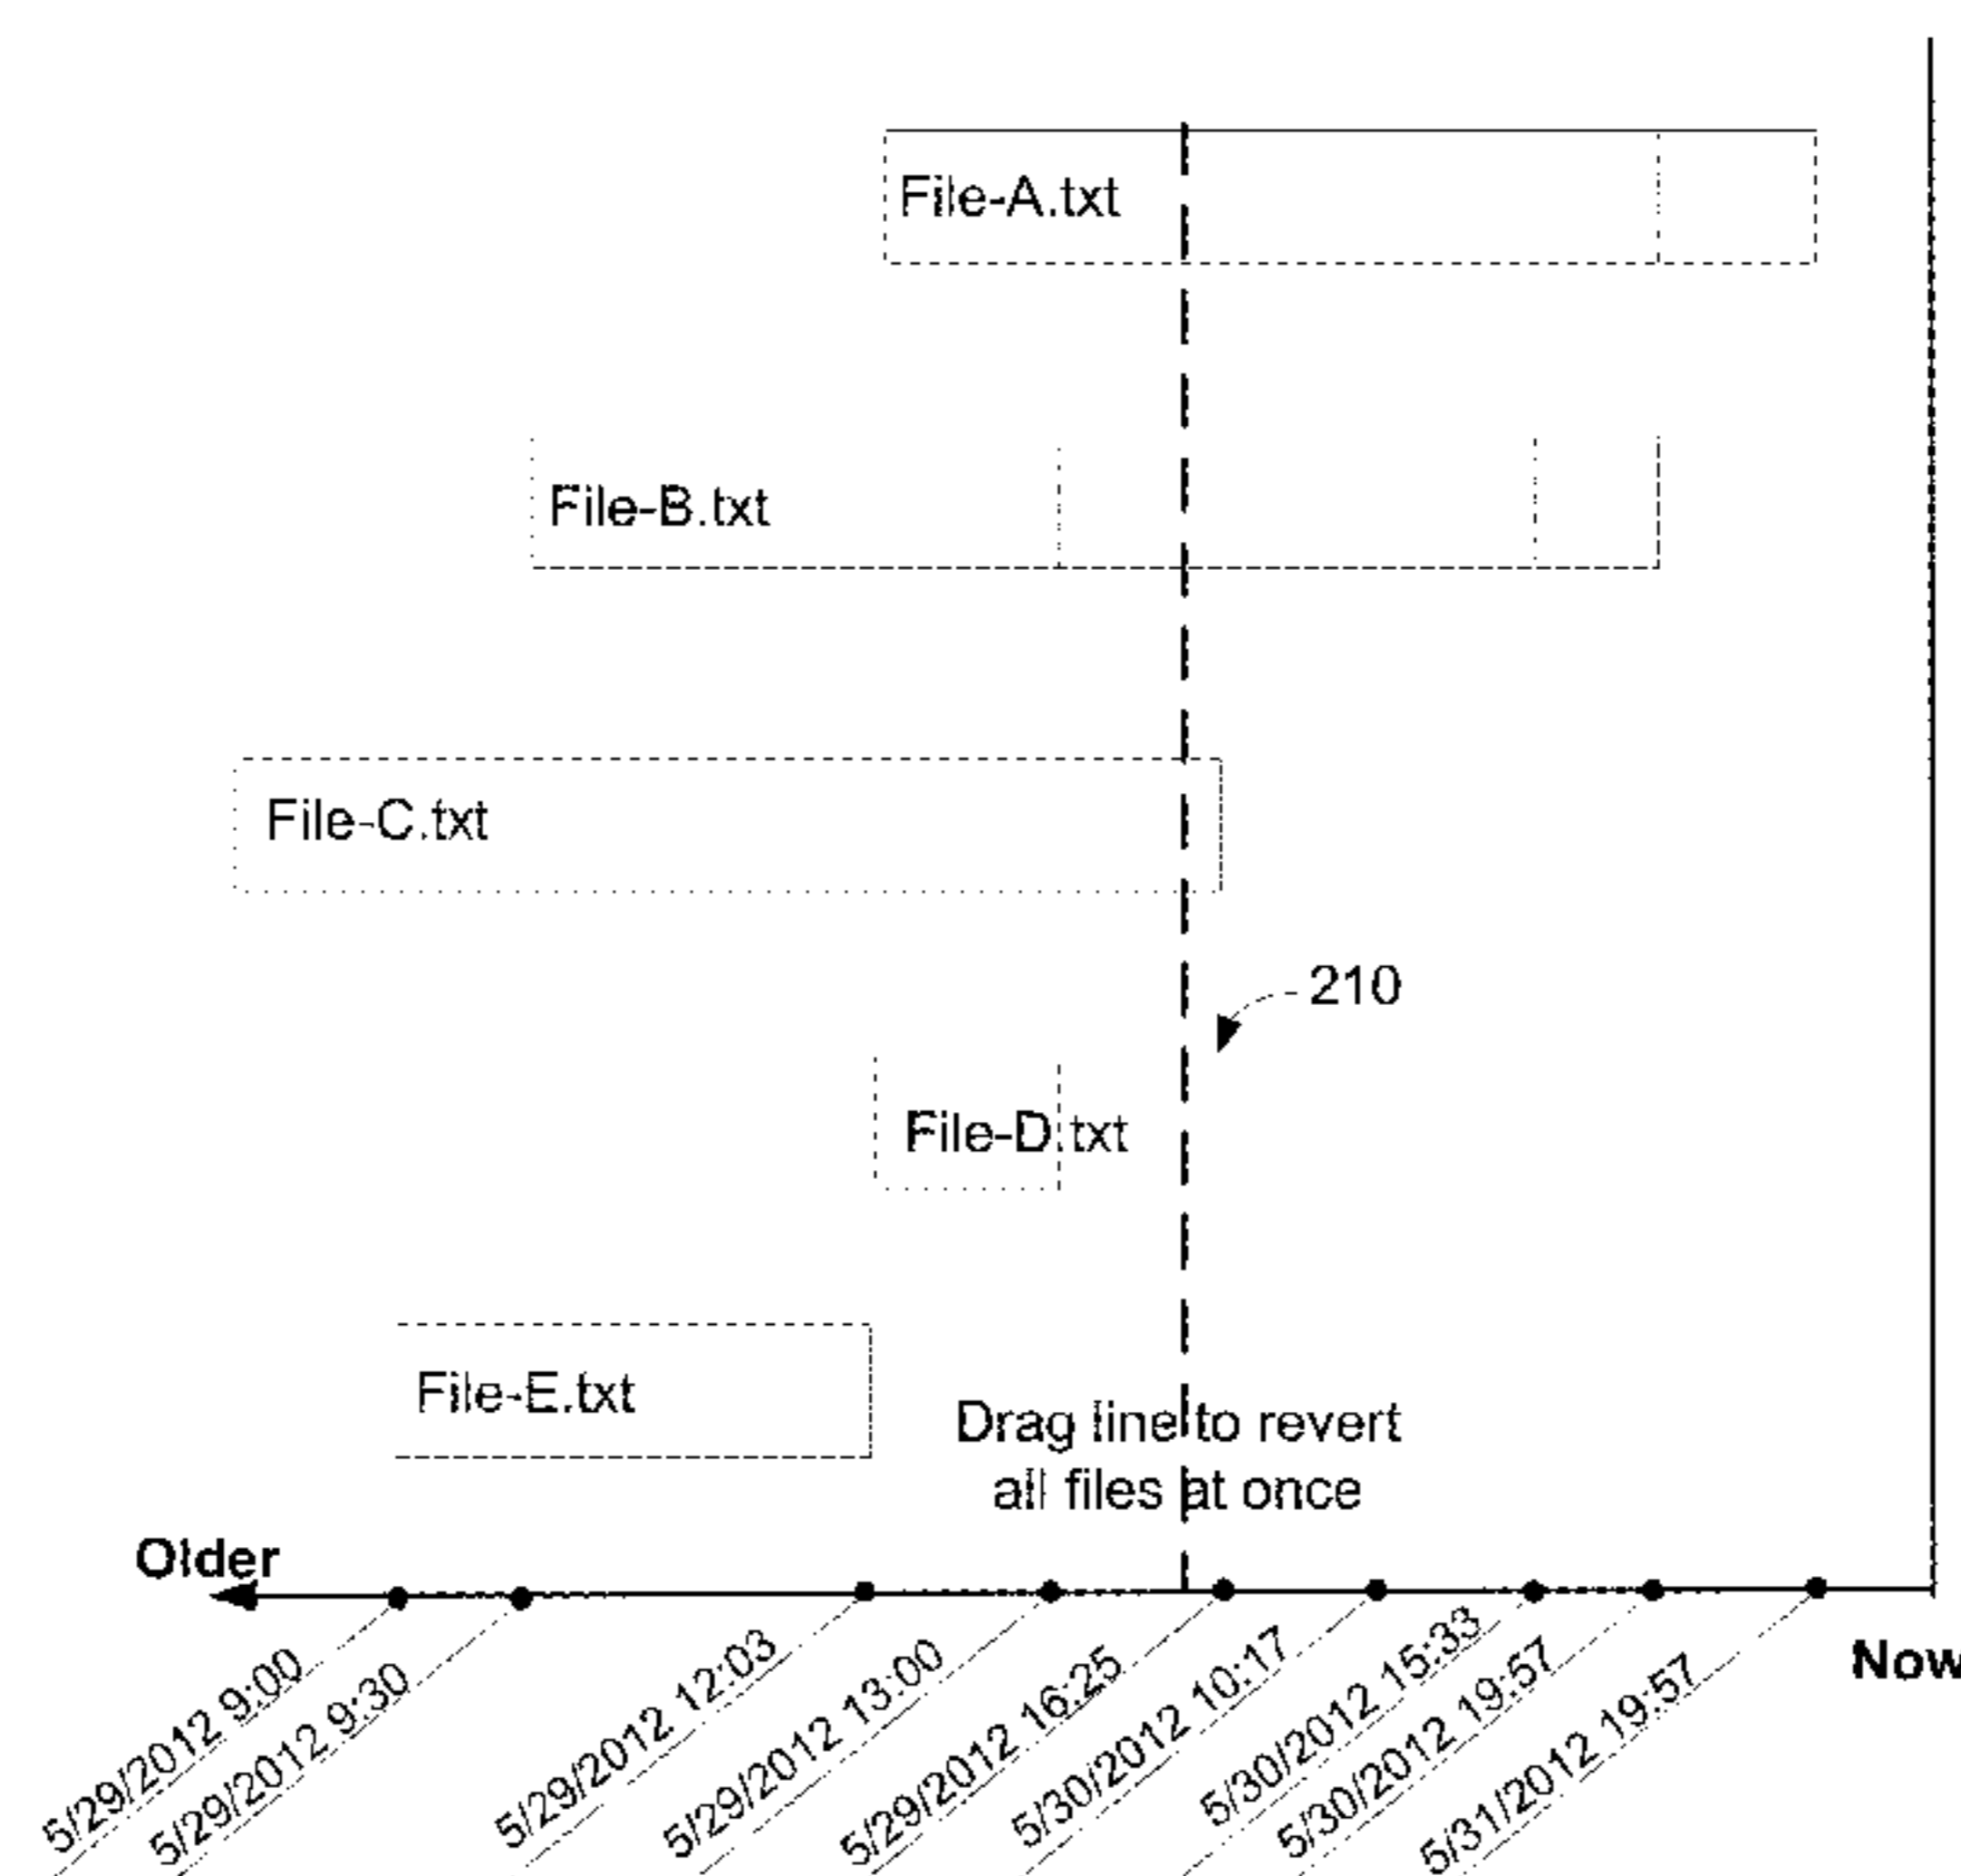 File-A.txt
File-B.txt
File-C.txt
210
File-D.txt
File-E.txt
Drag line to revert
all files at once
Older
Now
5/29/2012 9:00
5/29/2012 9:30
5/29/2012 12:03
5/29/2012 13:00
5/29/2012 16:25
5/30/2012 10:17
5/30/2012 15:33
5/30/2012 19:57
5/31/2012 19:57